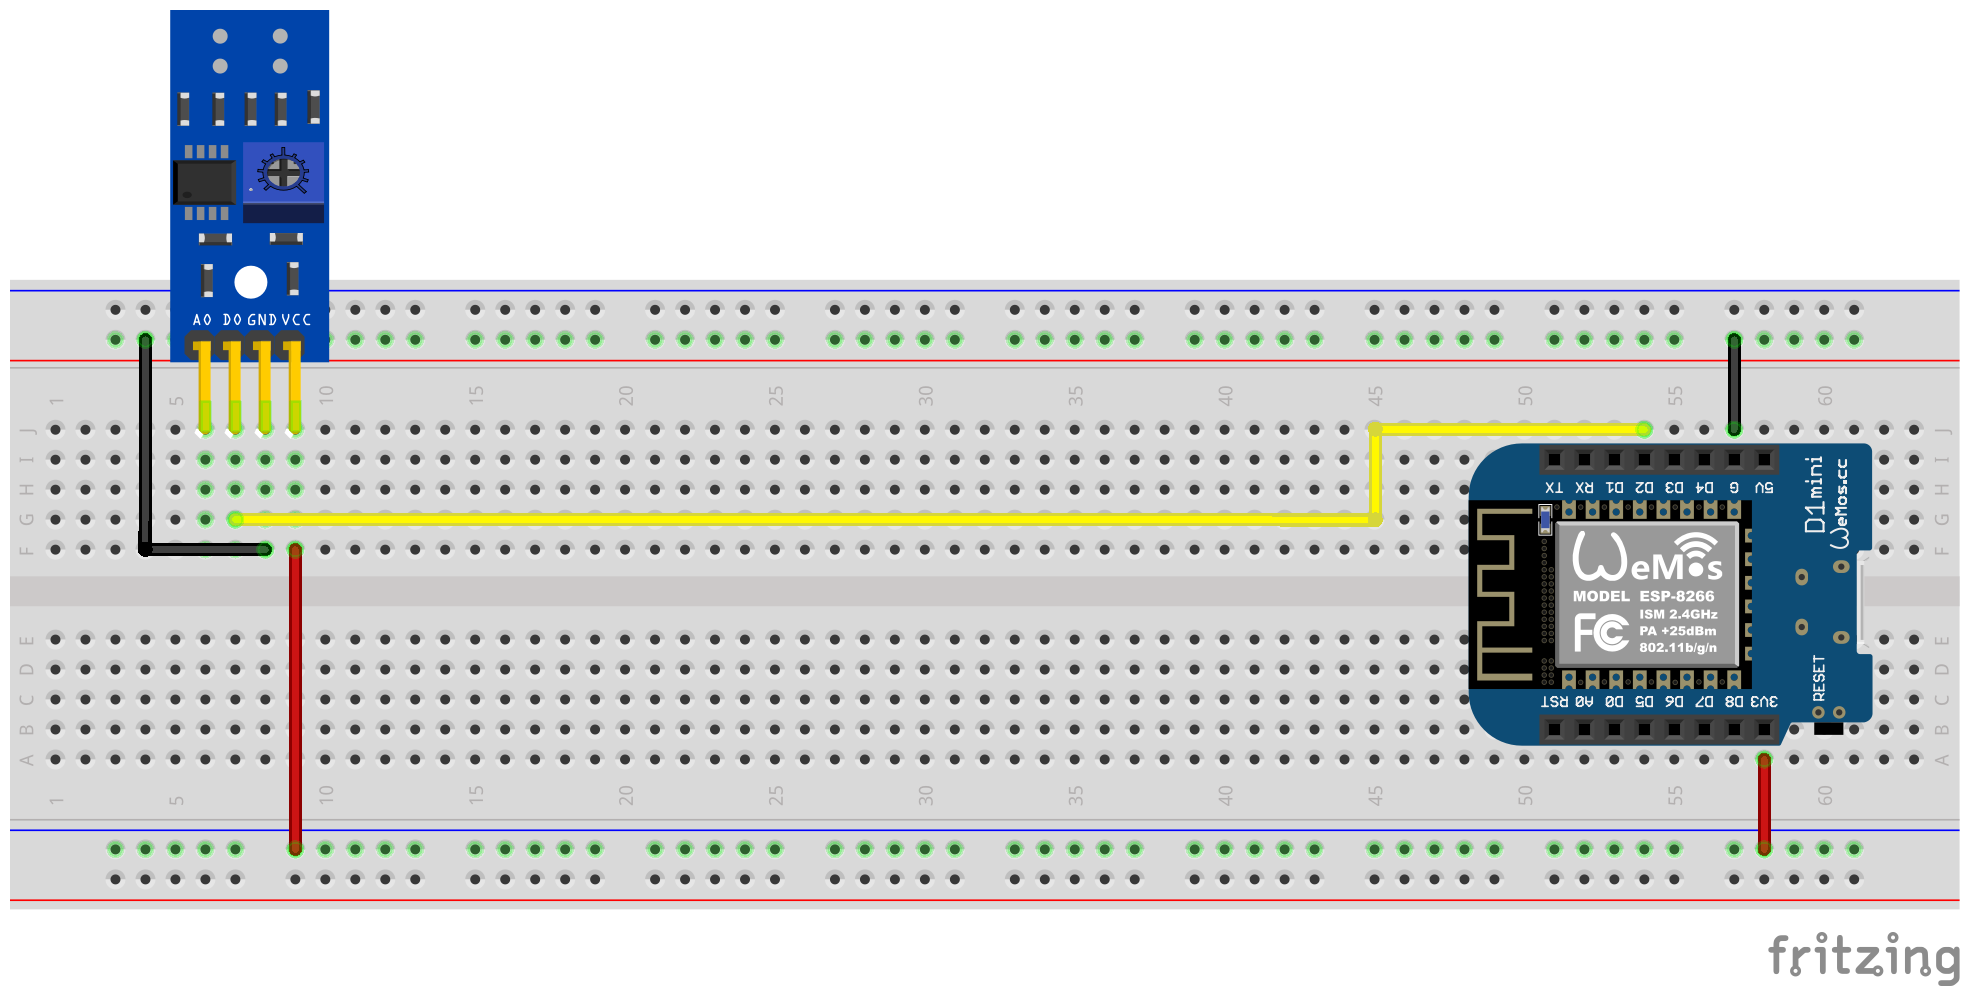 A0 D0 GND VCC
1 5 10 15 20 25 30 35 40 45 50 55 60
J J
I I
H H
G G
F F
TX RX D1 D2 D3 D4 G 5V
D1mini
WeMos.cc
WeMos
MODEL ESP-8266
ISM 2.4GHz
FC PA +25dBm
802.11b/g/n
RESET
RST A0 D0 D5 D6 D7 D8 3V3
E E
D D
C C
B B
A A
1 5 10 15 20 25 30 35 40 45 50 55 60
fritzing